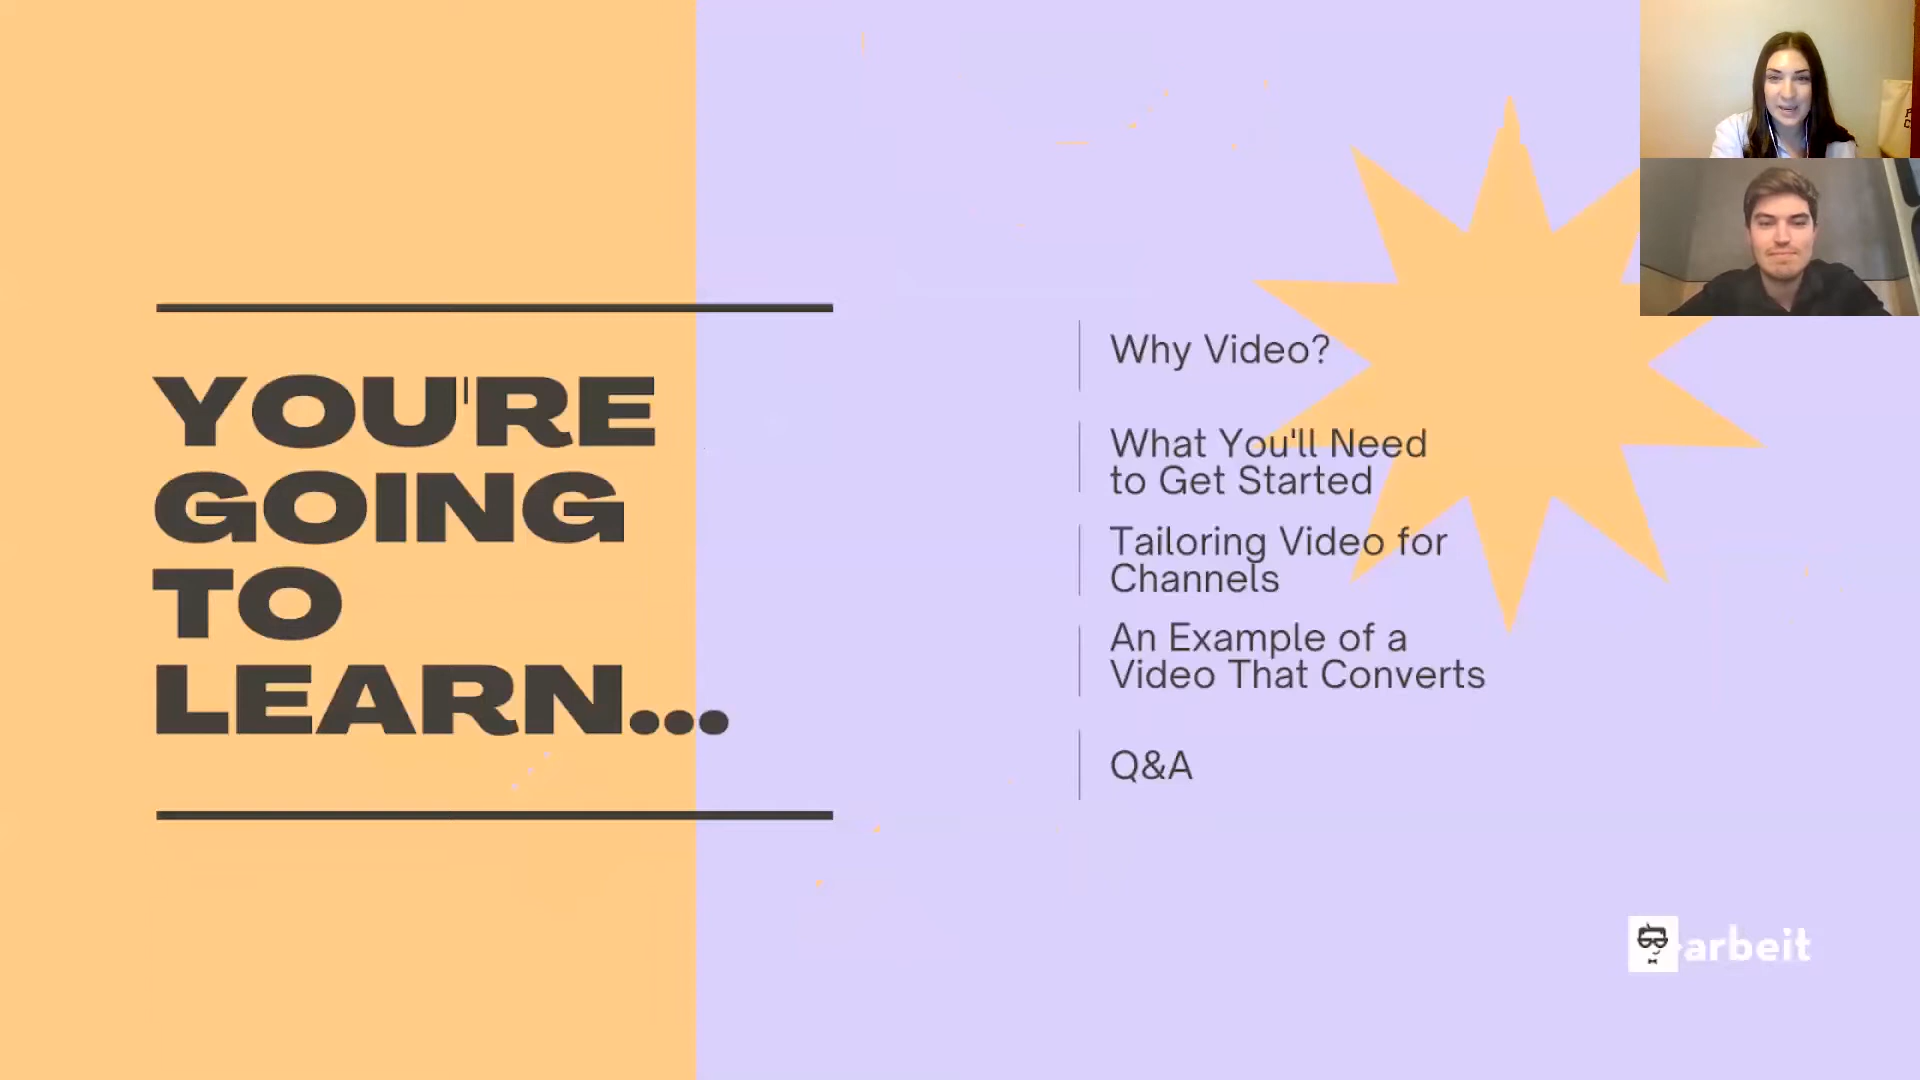 YOU'RE
GOING
TO
LEARN...
Why Video?
What You'll Need
to Get Started
Tailoring Video for
Channels
An Example of a
Video That Converts
Q&A
arbeit